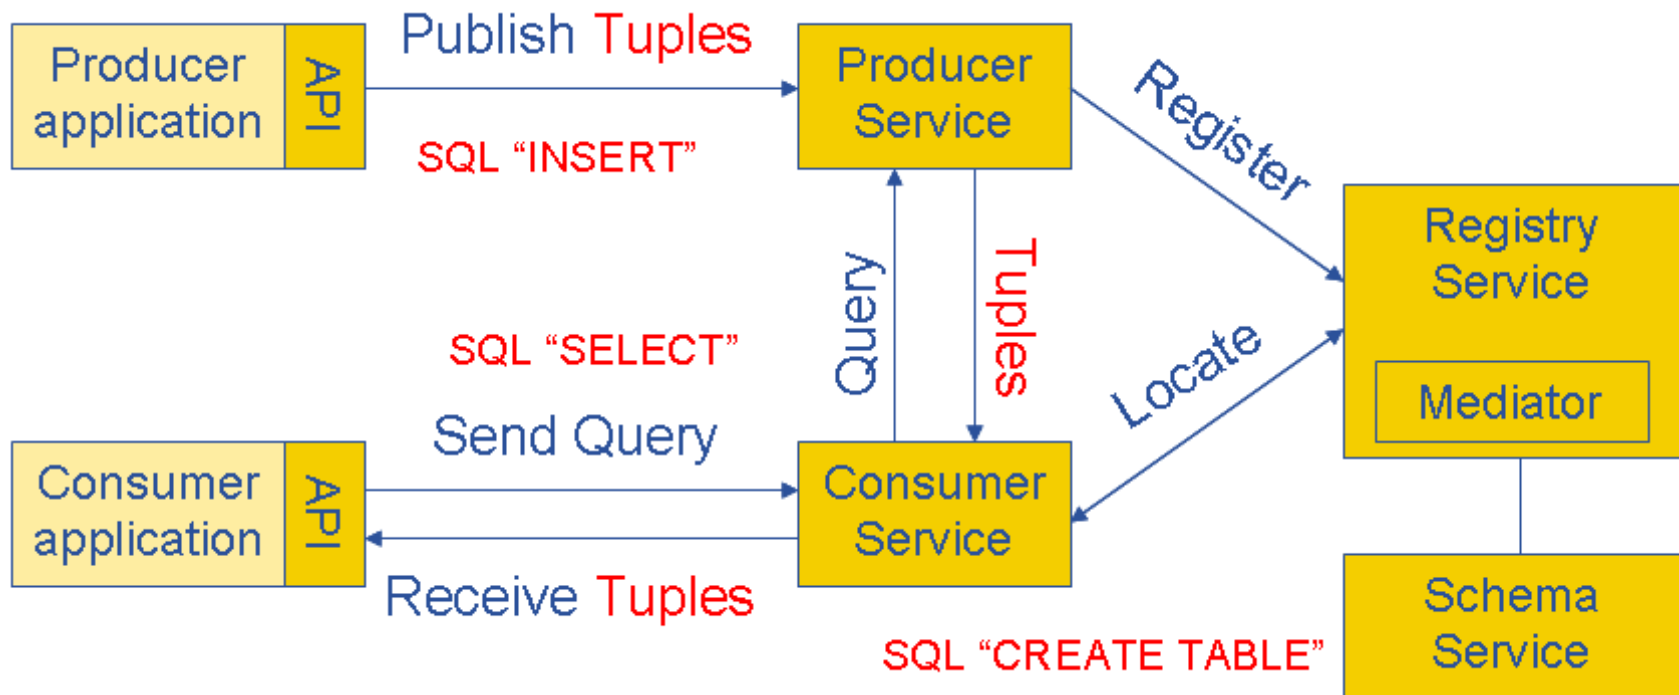 Producer
application
API
Publish Tuples
SQL “INSERT”
Producer
Service
Register
Registry
Service
Mediator
Query
Tuples
Locate
SQL “SELECT”
Send Query
Consumer
application
API
Receive Tuples
Consumer
Service
SQL “CREATE TABLE”
Schema
Service